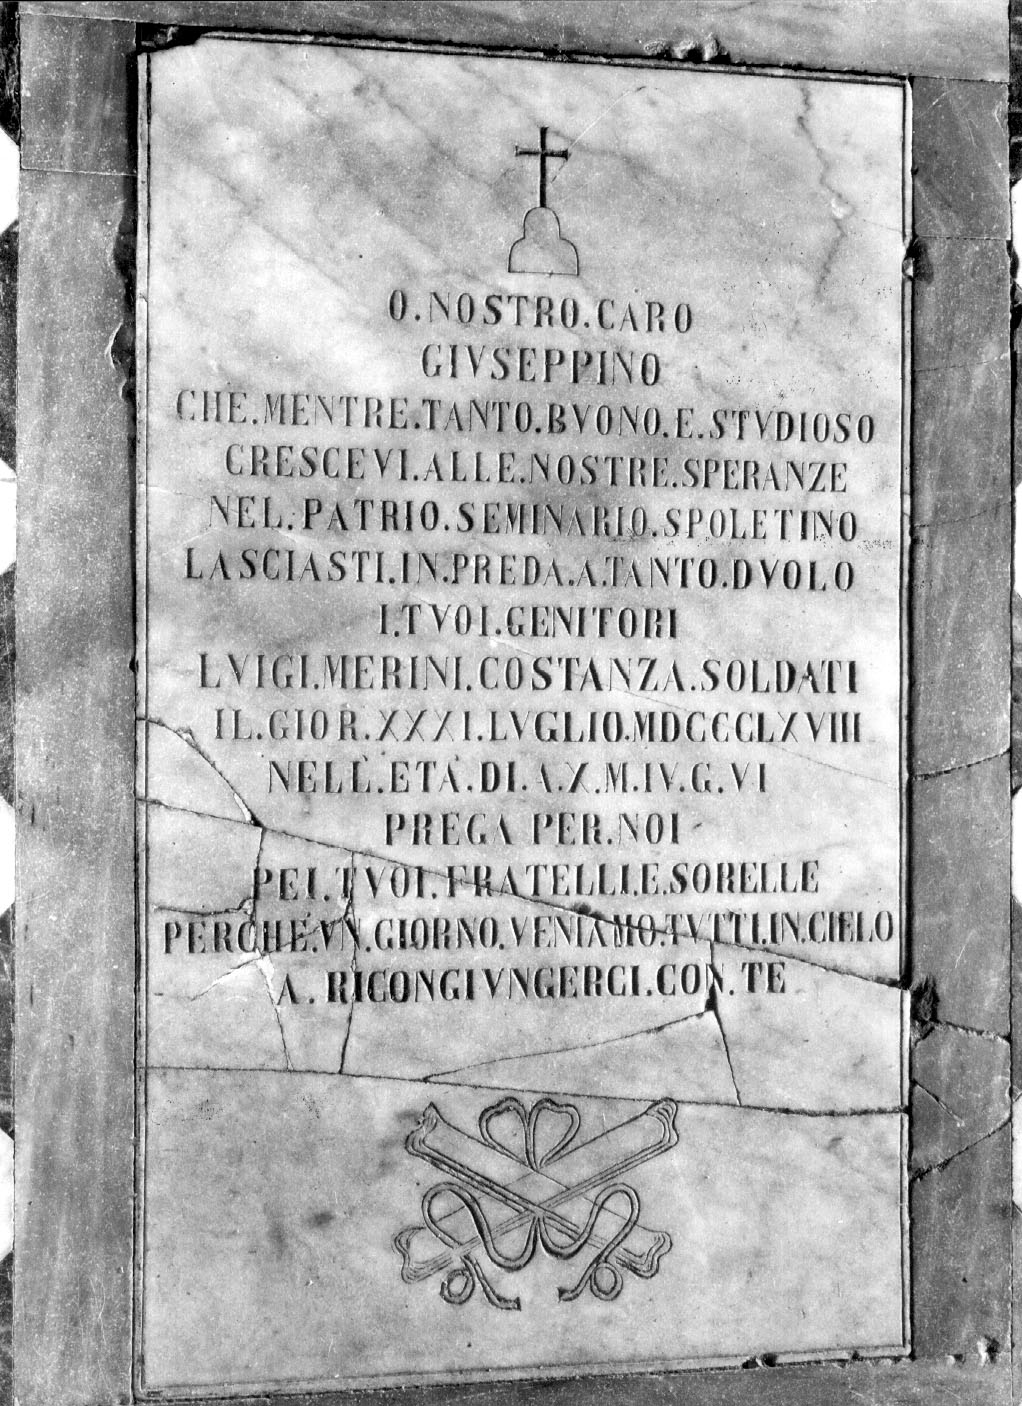 O.NOSTRO.CARO
GIVSEPPINO
CHE.MENTRE.TANTO.BVONO.E.STVDIOSO
CRESCEVI.ALLE.NOSTRE.SPERANZE
NEL.PATRIO.SEMINARIO.SPOLETINO
LASCIASTI.IN.PREDA.A.TANTO.DVOLO
I.TVOI.GENITORI
LVIGI.MERINI.COSTANZA.SOLDATI
IL.GIOR.XXXI.LVGLIO.MDCCCLXVIII
NELL.ETA.DI.A.X.M.IV.G.VI
PREGA PER.NOI
PEI.TVOI.FRATELLI.E.SORELLE
PERCHE.VN.GIORNO.VENIAMO.TVTTI.IN.CIELO
A.RICONGIVNGERCI.CON.TE